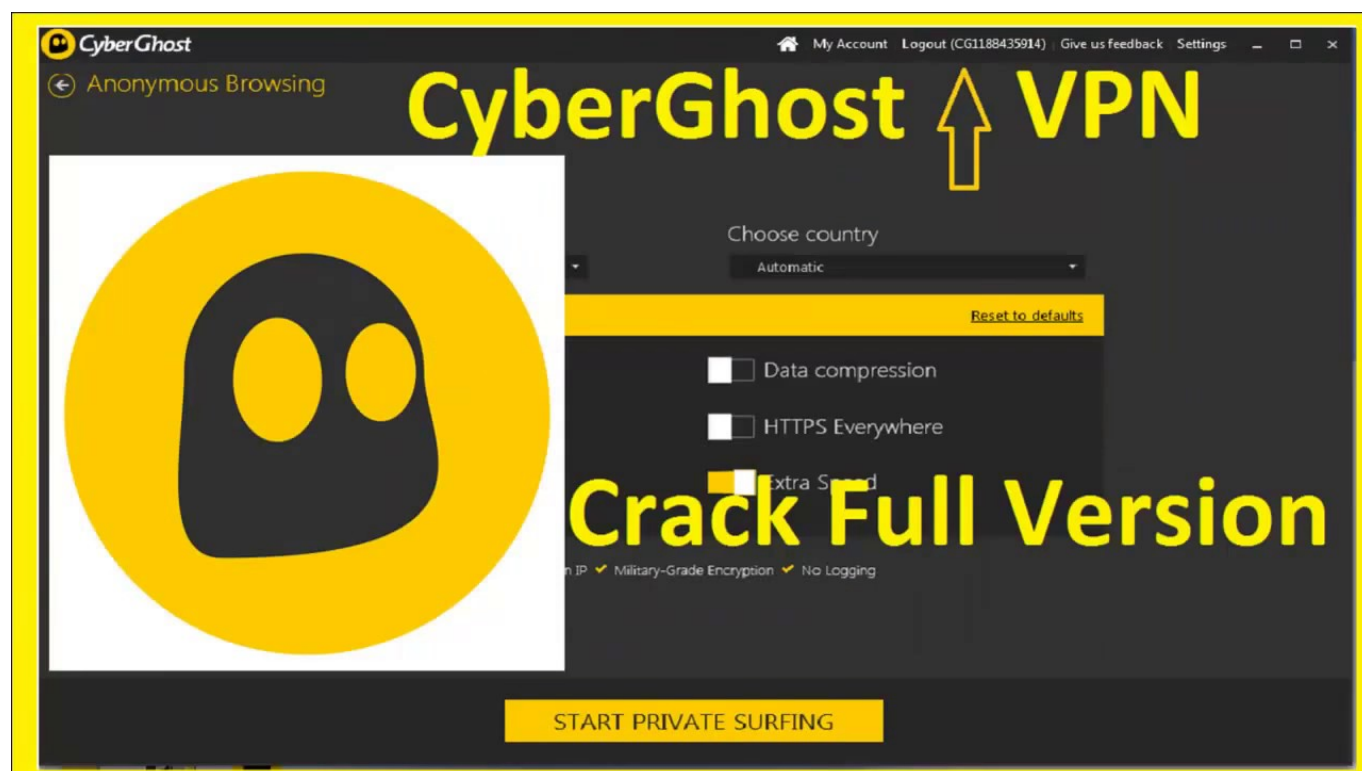 CyberGhost
My Account Logout (CG1188435914) Give us feedback Settings
Anonymous Browsing
CyberGhost VPN
Choose country
Automatic
Reset to defaults
Data compression
HTTPS Everywhere
Extra Speed
Crack Full Version
n IP ✔ Military-Grade Encryption ✔ No Logging
START PRIVATE SURFING